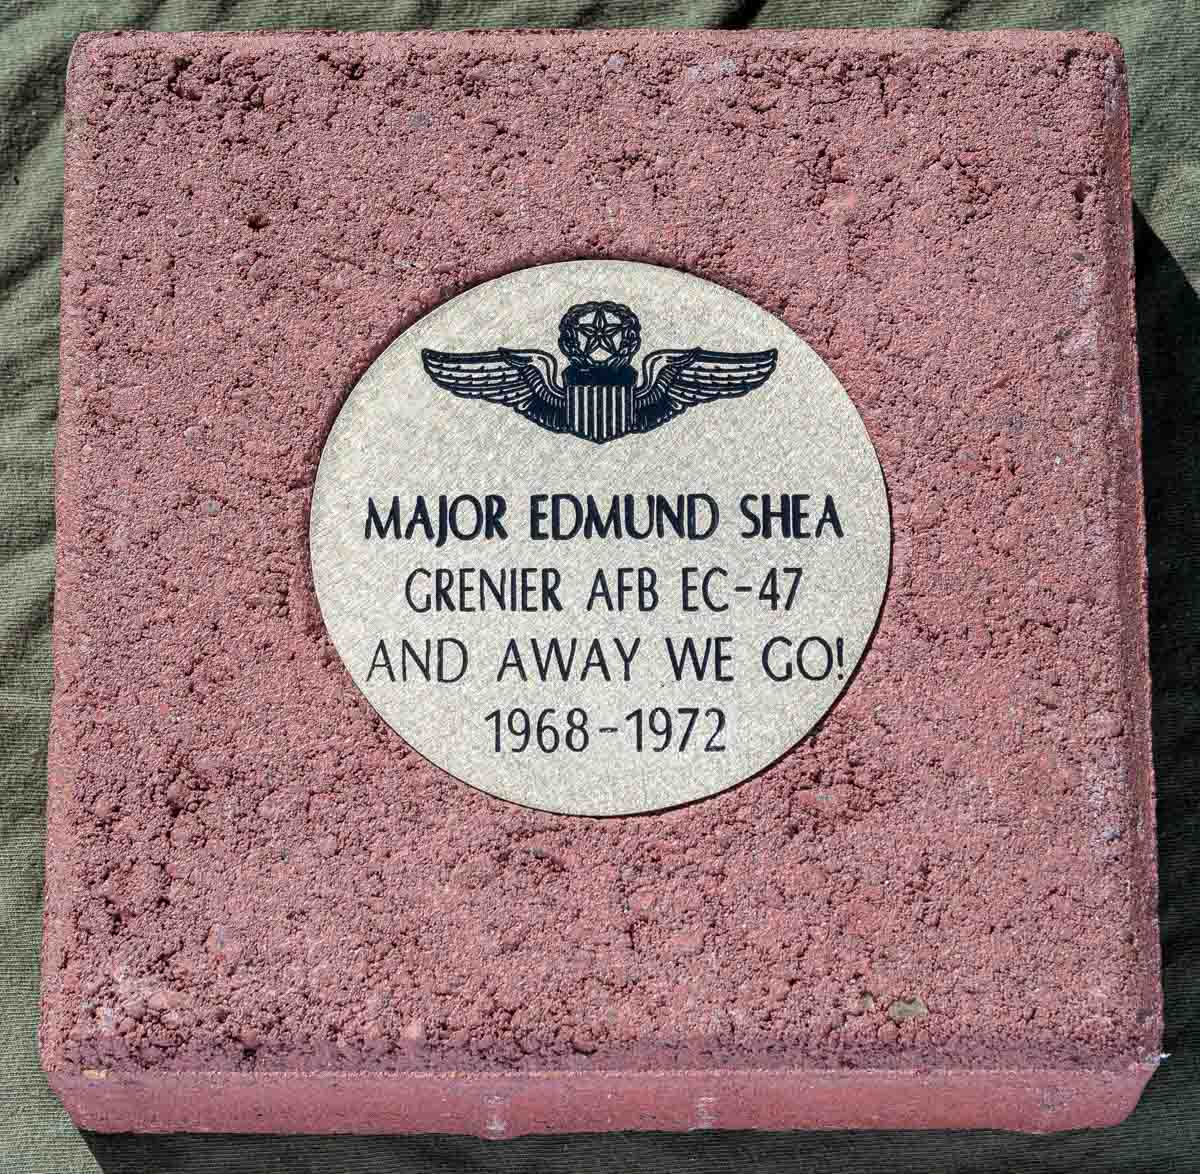 MAJOR EDMUND SHEA
GRENIER AFB EC-47
AND AWAY WE GO!
1968-1972